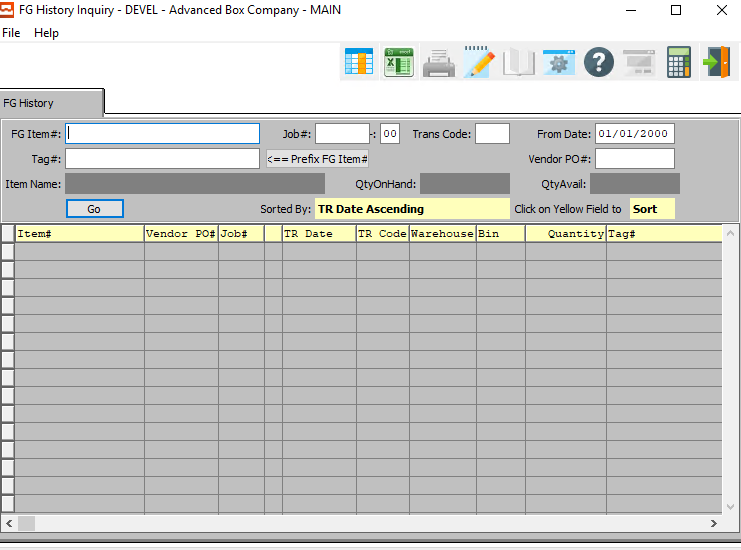 FG History Inquiry - DEVEL - Advanced Box Company - MAIN
File Help
FG History
FG Item#: Job#: -: 00 Trans Code: From Date: 01/01/2000
Tag#: <== Prefix FG Item# Vendor PO#:
Item Name: QtyOnHand: QtyAvail:
Go Sorted By: TR Date Ascending Click on Yellow Field to Sort
Item# Vendor PO# Job# TR Date TR Code Warehouse Bin Quantity Tag#